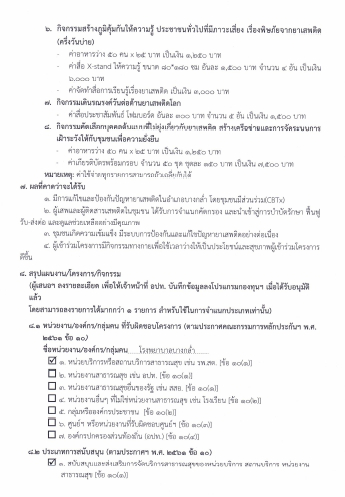 ๖. กิจกรรมสร้างภูมิคุ้มกันให้ความรู้ ประชาชนทั่วไปที่มีภาวะเสี่ยง เรื่องพิษภัยจากยาเสพติด
(ครึ่งวันบ่าย)
- ค่าอาหารว่าง ๕๐ คน x ๒๕ บาท เป็นเงิน ๑,๒๕๐ บาท
- ค่าสื่อ X-stand ให้ความรู้ ขนาด ๘๐*๑๘๐ ซม อันละ ๑,๕๐๐ บาท จำนวน ๔ อัน เป็นเงิน
๖,๐๐๐ บาท
- ค่าจัดทำสื่อการเรียนรู้เรื่องยาเสพติด เป็นเงิน ๓,๐๐๐ บาท
๗. กิจกรรมเดินรณรงค์วันต่อต้านยาเสพติดโลก
- ค่าสื่อประชาสัมพันธ์ โฟมบอร์ด อันละ ๓๐๐ บาท จำนวน ๕ อัน เป็นเงิน ๑,๕๐๐ บาท
๘. กิจกรรมคัดเลือกบุคคลต้นแบบที่ไม่ยุ่งเกี่ยวกับยาเสพติด สร้างเครือข่ายและการจัดระบบการ
เฝ้าระวังให้กับชุมชนเพื่อความยั่งยืน
- ค่าอาหารว่าง ๕๐ คน x ๒๕ บาท เป็นเงิน ๑,๒๕๐ บาท
- ค่าเกียรติบัตรพร้อมกรอบ จำนวน ๕๐ ชุด ชุดละ ๑๕๐ บาท เป็นเงิน ๗,๕๐๐ บาท
หมายเหตุ: ค่าใช้จ่ายทุกรายการสามารถถัวเฉลี่ยกันได้
๗. ผลที่คาดว่าจะได้รับ
๑. มีการแก้ไขและป้องกันปัญหายาเสพติดในอำเภอบางกล่ำ โดยชุมชนมีส่วนร่วม(CBTx)
๒. ผู้เสพและผู้ติดสารเสพติดในชุมชน ได้รับการจำแนกคัดกรอง และนำเข้าสู่การบำบัดรักษา ฟื้นฟู
รับ-ส่งต่อ และดูแลช่วยเหลืออย่างมีคุณภาพ
๓. ชุมชนเกิดความเข้มแข็ง มีระบบการป้องกันและแก้ไขปัญหายาเสพติดอย่างต่อเนื่อง
๔. ผู้เข้าร่วมโครงการมีกิจกรรมทางกายเพื่อใช้เวลาว่างให้เป็นประโยชน์และสุขภาพผู้เข้าร่วมโครงการ
ดีขึ้น
๘. สรุปแผนงาน/โครงการ/กิจกรรม
(ผู้เสนอฯ ลงรายละเอียด เพื่อให้เจ้าหน้าที่ อปท. บันทึกข้อมูลลงโปรแกรมกองทุนฯ เมื่อได้รับอนุมัติ
แล้ว
โดยสามารถลงรายการได้มากกว่า ๑ รายการ สำหรับใช้ในการจำแนกประเภทเท่านั้น)
๘.๑ หน่วยงาน/องค์กร/กลุ่มคน ที่รับผิดชอบโครงการ (ตามประกาศคณะกรรมการหลักประกันฯ พ.ศ.
๒๕๖๑ ข้อ ๑๐)
ชื่อหน่วยงาน/องค์กร/กลุ่มคน โรงพยาบาลบางกล่ำ
☑ ๑. หน่วยบริการหรือสถานบริการสาธารณสุข เช่น รพ.สต. [ข้อ ๑๐(๑)]
☐ ๒. หน่วยงานสาธารณสุข เช่น อปท. [ข้อ ๑๐(๑)]
☐ ๓. หน่วยงานสาธารณสุขอื่นของรัฐ เช่น สสอ. [ข้อ ๑๐(๑)]
☐ ๔. หน่วยงานอื่นๆ ที่ไม่ใช่หน่วยงานสาธารณสุข เช่น โรงเรียน [ข้อ ๑๐(๒)]
☐ ๕. กลุ่มหรือองค์กรประชาชน [ข้อ ๑๐(๒)]
☐ ๖. ศูนย์ฯ หรือหน่วยงานที่รับผิดชอบศูนย์ฯ [ข้อ ๑๐(๓)]
☐ ๗. องค์กรปกครองส่วนท้องถิ่น (อปท.) [ข้อ ๑๐(๔)]
๘.๒ ประเภทการสนับสนุน (ตามประกาศฯ พ.ศ. ๒๕๖๑ ข้อ ๑๐)
☑ ๑. สนับสนุนและส่งเสริมการจัดบริการสาธารณสุขของหน่วยบริการ สถานบริการ หน่วยงาน
สาธารณสุข [ข้อ ๑๐(๑)]